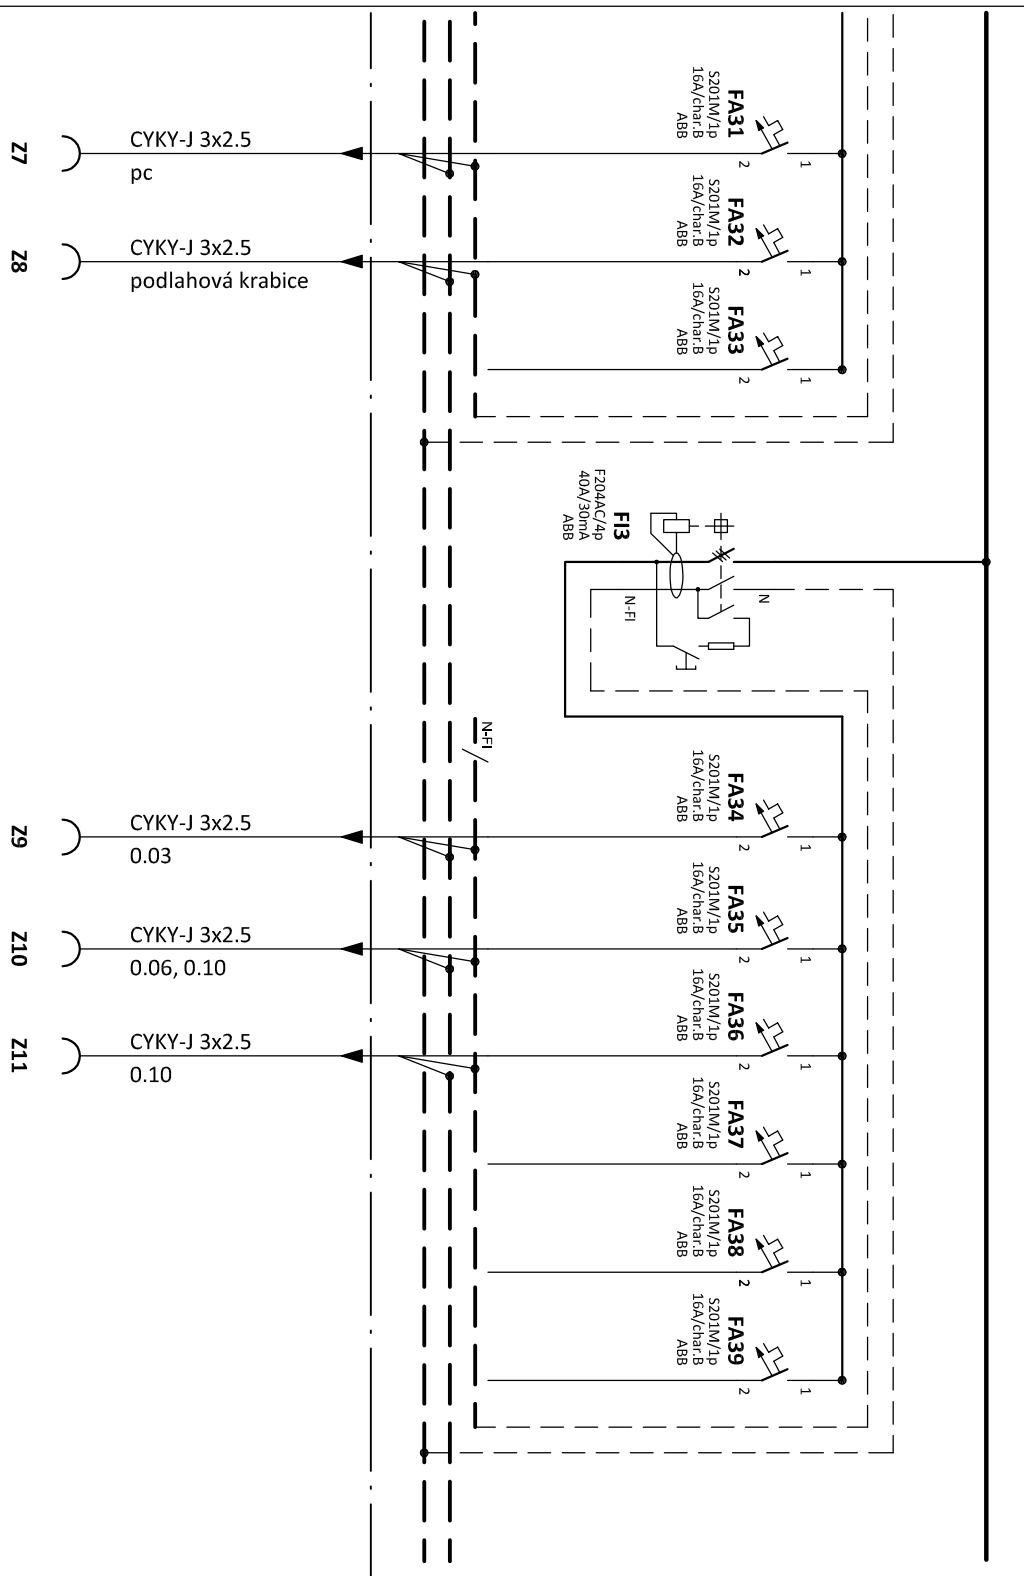 FA31
S201M/1p
16A/char.B
ABB
1
2
CYKY-J 3x2.5
pc
Z7
FA32
S201M/1p
16A/char.B
ABB
1
2
CYKY-J 3x2.5
podlahová krabice
Z8
FA33
S201M/1p
16A/char.B
ABB
1
2
FI3
F204AC/4p
40A/30mA
ABB
N
N-FI
N-FI
FA34
S201M/1p
16A/char.B
ABB
1
2
CYKY-J 3x2.5
0.03
Z9
FA35
S201M/1p
16A/char.B
ABB
1
2
CYKY-J 3x2.5
0.06, 0.10
Z10
FA36
S201M/1p
16A/char.B
ABB
1
2
CYKY-J 3x2.5
0.10
Z11
FA37
S201M/1p
16A/char.B
ABB
1
2
FA38
S201M/1p
16A/char.B
ABB
1
2
FA39
S201M/1p
16A/char.B
ABB
1
2